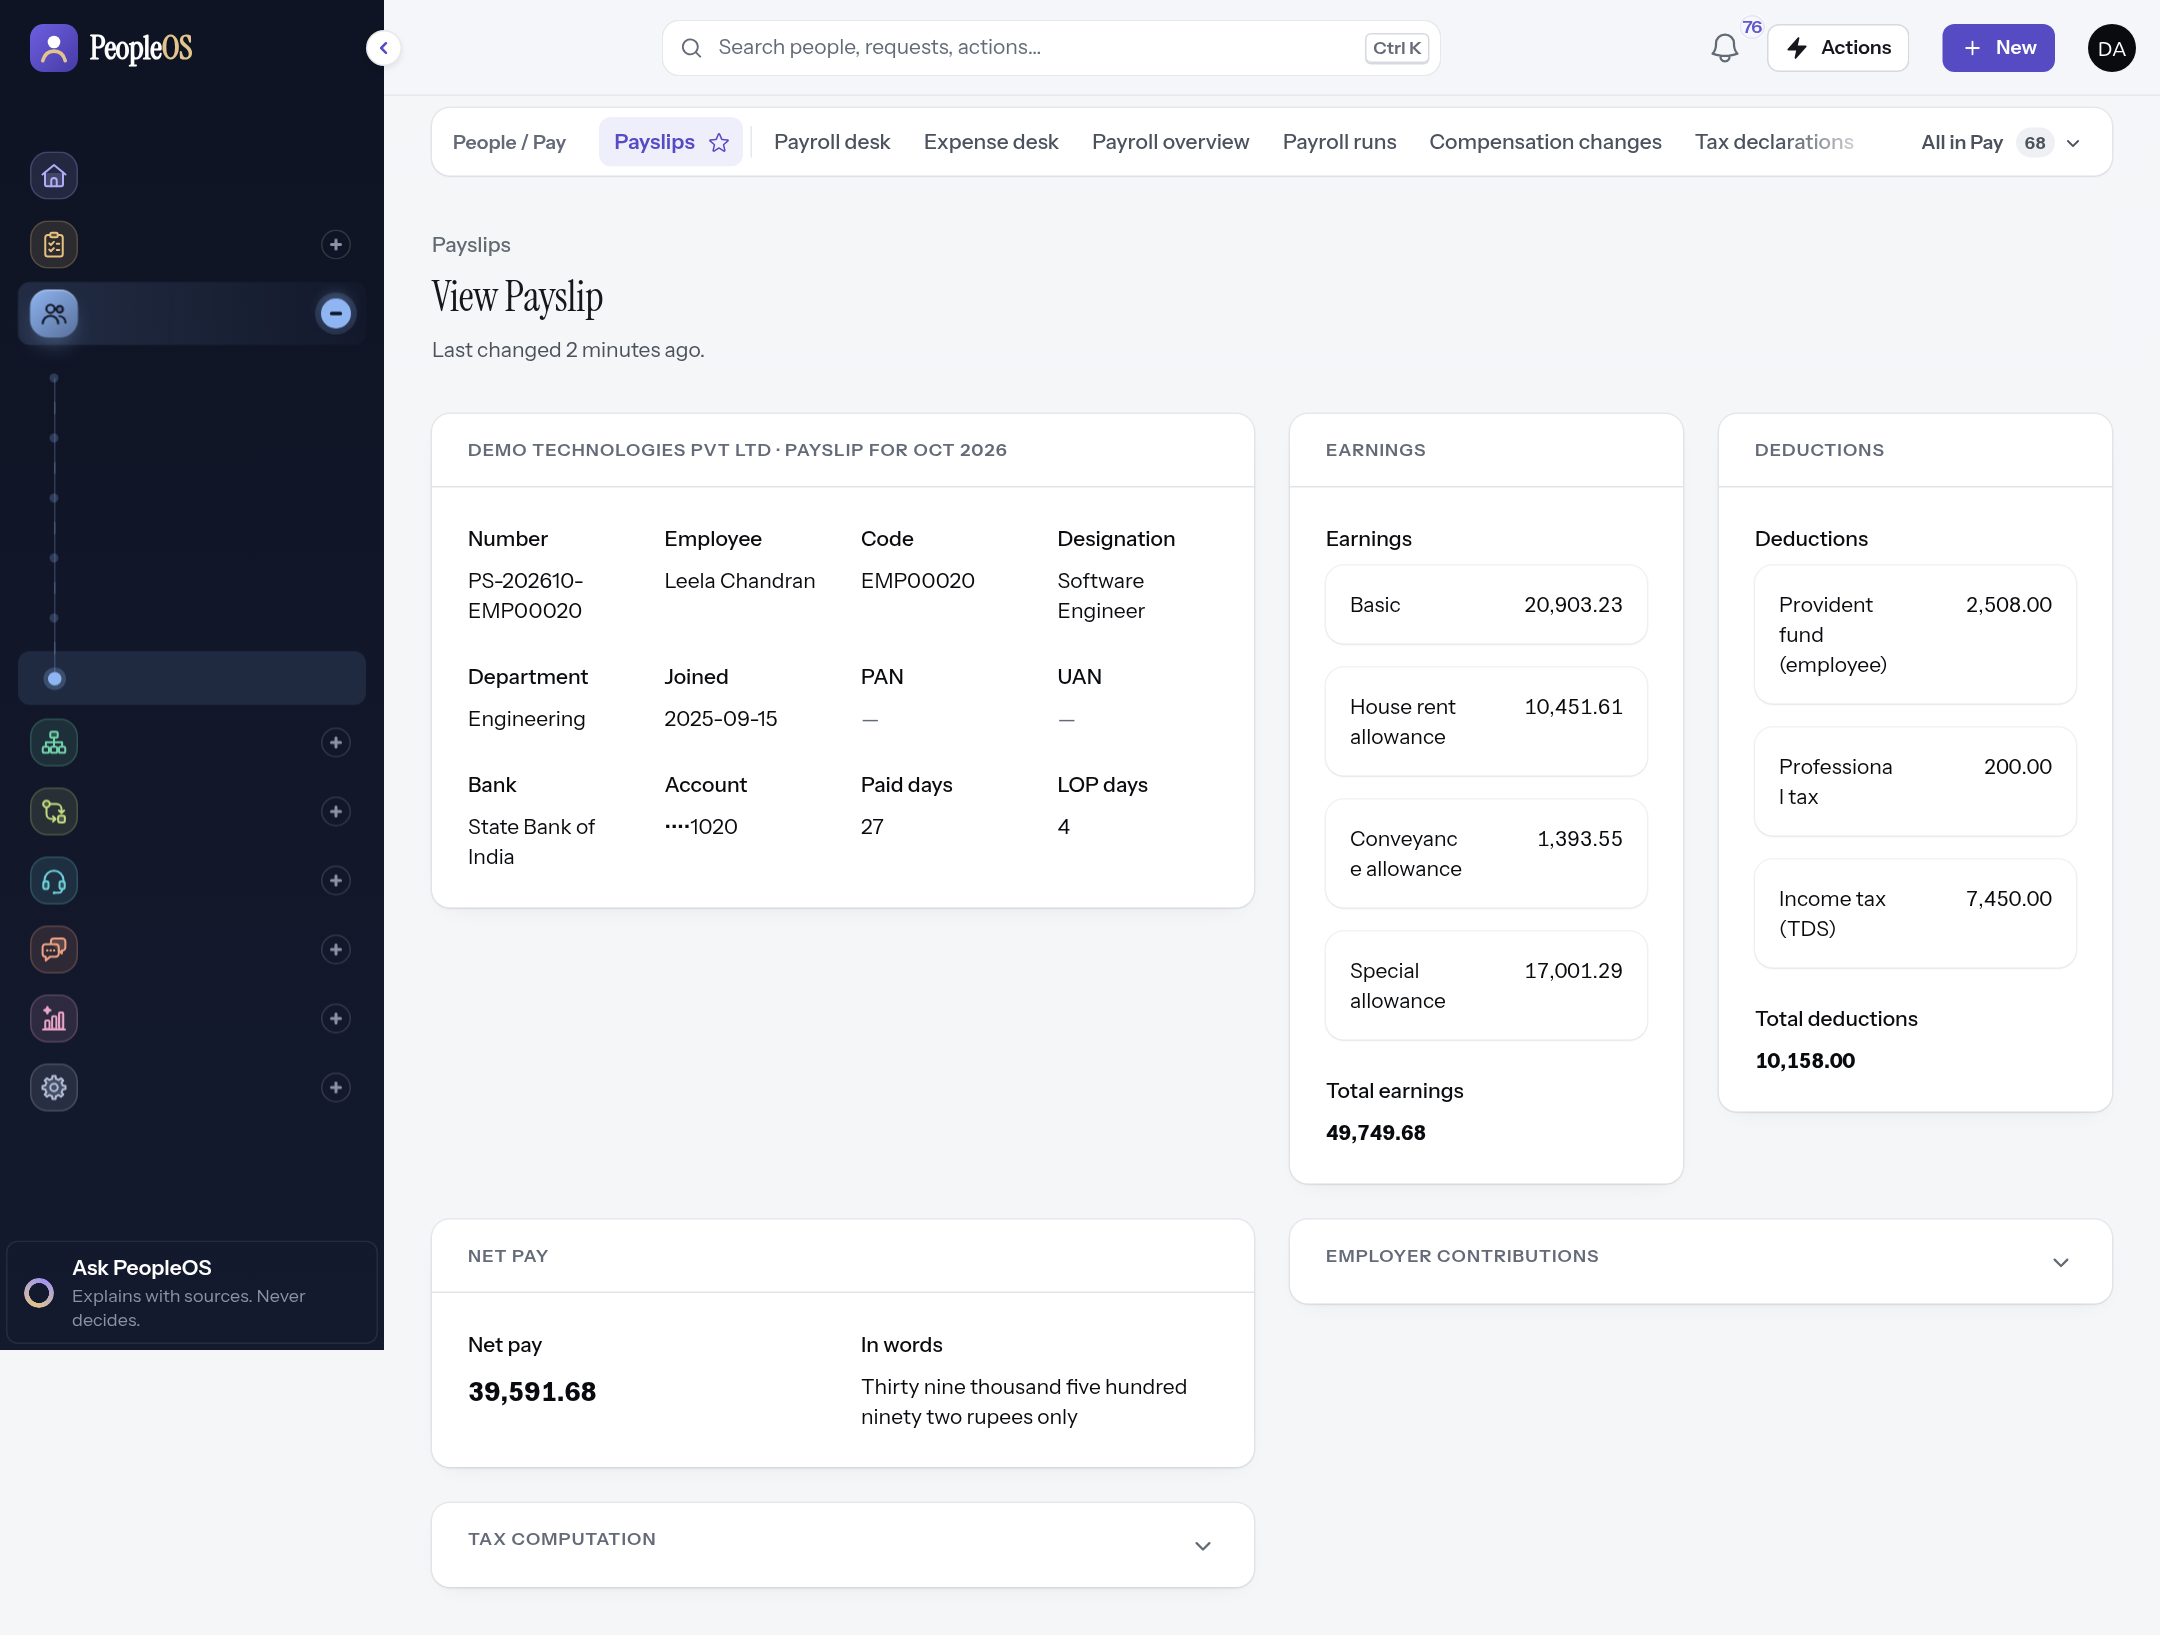 PeopleOS
Search people, requests, actions...
Ctrl K
76
Actions
New
DA
People / Pay
Payslips
Payroll desk
Expense desk
Payroll overview
Payroll runs
Compensation changes
Tax declarations
All in Pay
68
Payslips
View Payslip
Last changed 2 minutes ago.
DEMO TECHNOLOGIES PVT LTD · PAYSLIP FOR OCT 2026
Number
Employee
Code
Designation
PS-202610-
EMP00020
Leela Chandran
EMP00020
Software
Engineer
Department
Joined
PAN
UAN
Engineering
2025-09-15
—
—
Bank
Account
Paid days
LOP days
State Bank of
India
····1020
27
4
EARNINGS
Earnings
Basic
20,903.23
House rent
allowance
10,451.61
Conveyanc
e allowance
1,393.55
Special
allowance
17,001.29
Total earnings
49,749.68
DEDUCTIONS
Deductions
Provident
fund
(employee)
2,508.00
Professiona
l tax
200.00
Income tax
(TDS)
7,450.00
Total deductions
10,158.00
NET PAY
Net pay
39,591.68
In words
Thirty nine thousand five hundred
ninety two rupees only
EMPLOYER CONTRIBUTIONS
TAX COMPUTATION
Ask PeopleOS
Explains with sources. Never
decides.